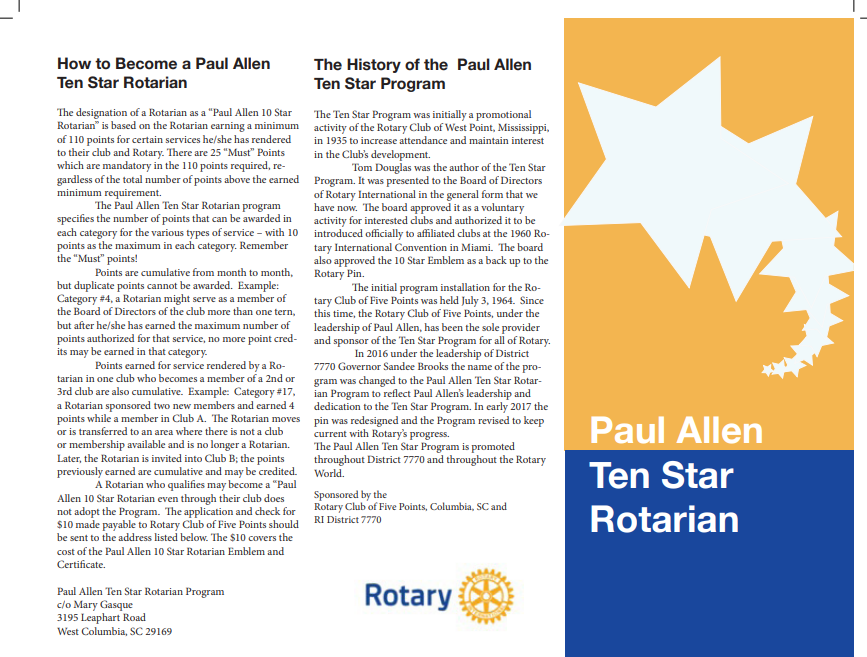 How to Become a Paul Allen
Ten Star Rotarian
The designation of a Rotarian as a “Paul Allen 10 Star
Rotarian” is based on the Rotarian earning a minimum
of 110 points for certain services he/she has rendered
to their club and Rotary. There are 25 “Must” Points
which are mandatory in the 110 points required, re-
gardless of the total number of points above the earned
minimum requirement.
The Paul Allen Ten Star Rotarian program
specifies the number of points that can be awarded in
each category for the various types of service – with 10
points as the maximum in each category. Remember
the “Must” points!
Points are cumulative from month to month,
but duplicate points cannot be awarded. Example:
Category #4, a Rotarian might serve as a member of
the Board of Directors of the club more than one tern,
but after he/she has earned the maximum number of
points authorized for that service, no more point cred-
its may be earned in that category.
Points earned for service rendered by a Ro-
tarian in one club who becomes a member of a 2nd or
3rd club are also cumulative. Example: Category #17,
a Rotarian sponsored two new members and earned 4
points while a member in Club A. The Rotarian moves
or is transferred to an area where there is not a club
or membership available and is no longer a Rotarian.
Later, the Rotarian is invited into Club B; the points
previously earned are cumulative and may be credited.
A Rotarian who qualifies may become a “Paul
Allen 10 Star Rotarian even through their club does
not adopt the Program. The application and check for
$10 made payable to Rotary Club of Five Points should
be sent to the address listed below. The $10 covers the
cost of the Paul Allen 10 Star Rotarian Emblem and
Certificate.
Paul Allen Ten Star Rotarian Program
c/o Mary Gasque
3195 Leaphart Road
West Columbia, SC 29169
The History of the Paul Allen
Ten Star Program
The Ten Star Program was initially a promotional
activity of the Rotary Club of West Point, Mississippi,
in 1935 to increase attendance and maintain interest
in the Club’s development.
Tom Douglas was the author of the Ten Star
Program. It was presented to the Board of Directors
of Rotary International in the general form that we
have now. The board approved it as a voluntary
activity for interested clubs and authorized it to be
introduced officially to affiliated clubs at the 1960 Ro-
tary International Convention in Miami. The board
also approved the 10 Star Emblem as a back up to the
Rotary Pin.
The initial program installation for the Ro-
tary Club of Five Points was held July 3, 1964. Since
this time, the Rotary Club of Five Points, under the
leadership of Paul Allen, has been the sole provider
and sponsor of the Ten Star Program for all of Rotary.
In 2016 under the leadership of District
7770 Governor Sandee Brooks the name of the pro-
gram was changed to the Paul Allen Ten Star Rotar-
ian Program to reflect Paul Allen’s leadership and
dedication to the Ten Star Program. In early 2017 the
pin was redesigned and the Program revised to keep
current with Rotary’s progress.
The Paul Allen Ten Star Program is promoted
throughout District 7770 and throughout the Rotary
World.
Sponsored by the
Rotary Club of Five Points, Columbia, SC and
RI District 7770
Rotary
Paul Allen
Ten Star
Rotarian